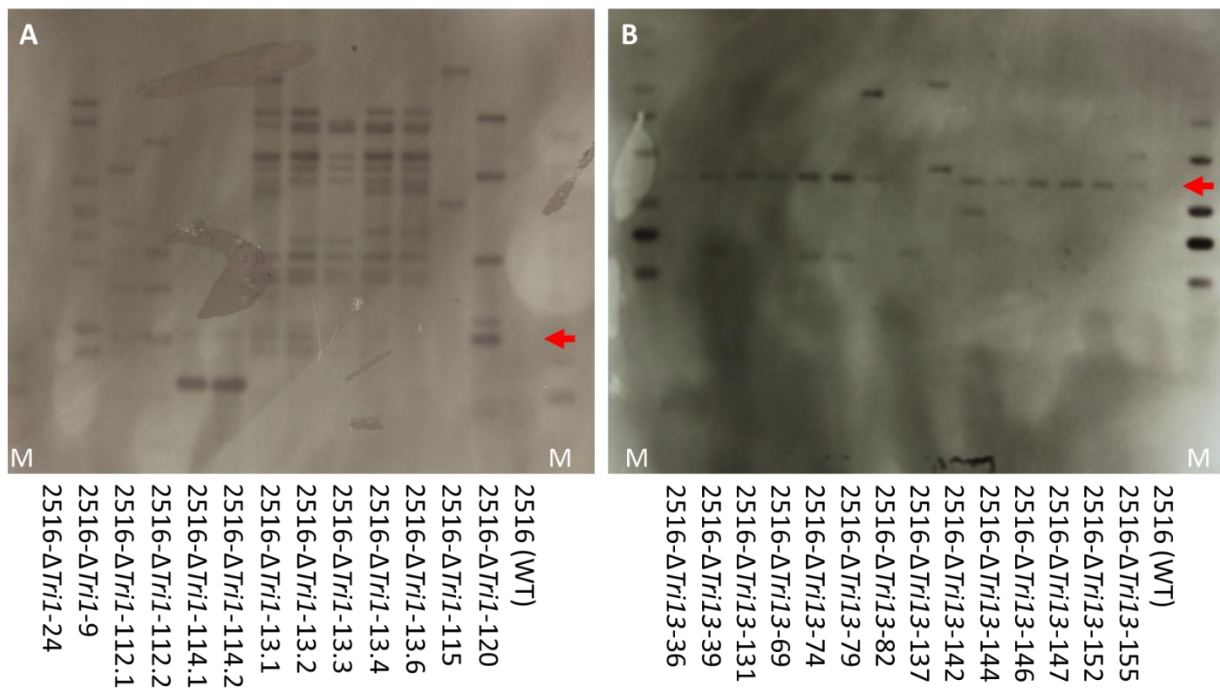 A
B
M
M
M
M
2516-ΔTri1-24
2516-ΔTri1-9
2516-ΔTri1-112.1
2516-ΔTri1-112.2
2516-ΔTri1-114.1
2516-ΔTri1-114.2
2516-ΔTri1-13.1
2516-ΔTri1-13.2
2516-ΔTri1-13.3
2516-ΔTri1-13.4
2516-ΔTri1-13.6
2516-ΔTri1-115
2516-ΔTri1-120
2516 (WT)
2516-ΔTri13-36
2516-ΔTri13-39
2516-ΔTri13-131
2516-ΔTri13-69
2516-ΔTri13-74
2516-ΔTri13-79
2516-ΔTri13-82
2516-ΔTri13-137
2516-ΔTri13-142
2516-ΔTri13-144
2516-ΔTri13-146
2516-ΔTri13-147
2516-ΔTri13-152
2516-ΔTri13-155
2516 (WT)